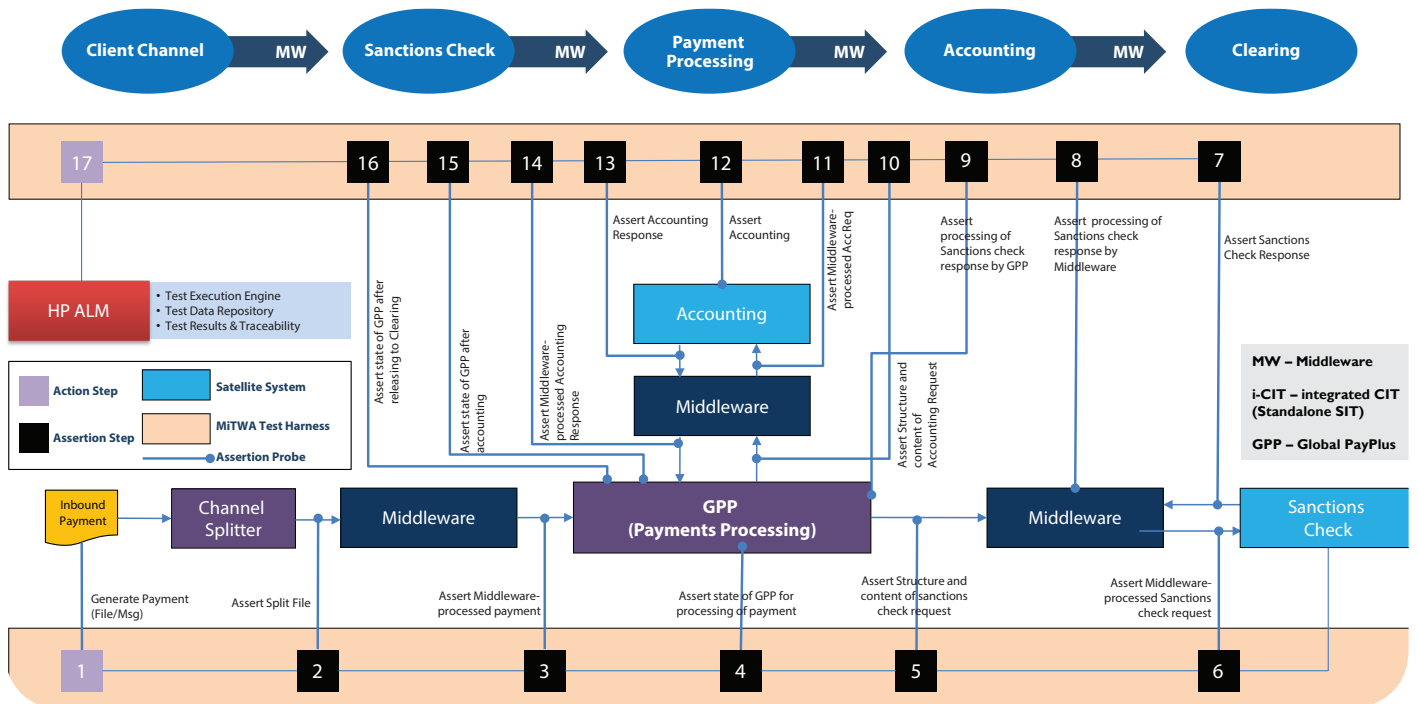 Client Channel
MW
Sanctions Check
MW
Payment
Processing
MW
Accounting
MW
Clearing
17
16
15
14
13
12
11
10
9
8
7
Assert state of GPP after
releasing to Clearing
Assert state of GPP after
accounting
Assert Middleware-
processed Accounting
Response
Assert Accounting
Response
Assert
Accounting
Assert Middleware-
processed Acc Req
Assert Structure and
content of
Accounting Request
Assert
processing of
Sanctions check
response by GPP
Assert processing of
Sanctions check
response by
Middleware
Assert Sanctions
Check Response
HP ALM
• Test Execution Engine
• Test Data Repository
• Test Results & Traceability
Accounting
Middleware
Action Step
Satellite System
Assertion Step
MiTWA Test Harness
Assertion Probe
MW – Middleware
i-CIT – integrated CIT
(Standalone SIT)
GPP – Global PayPlus
Inbound
Payment
Channel
Splitter
Middleware
GPP
(Payments Processing)
Middleware
Sanctions
Check
Generate Payment
(File/Msg)
Assert Split File
Assert Middleware-
processed payment
Assert state of GPP for
processing of payment
Assert Structure and
content of sanctions
check request
Assert Middleware-
processed Sanctions
check request
1
2
3
4
5
6